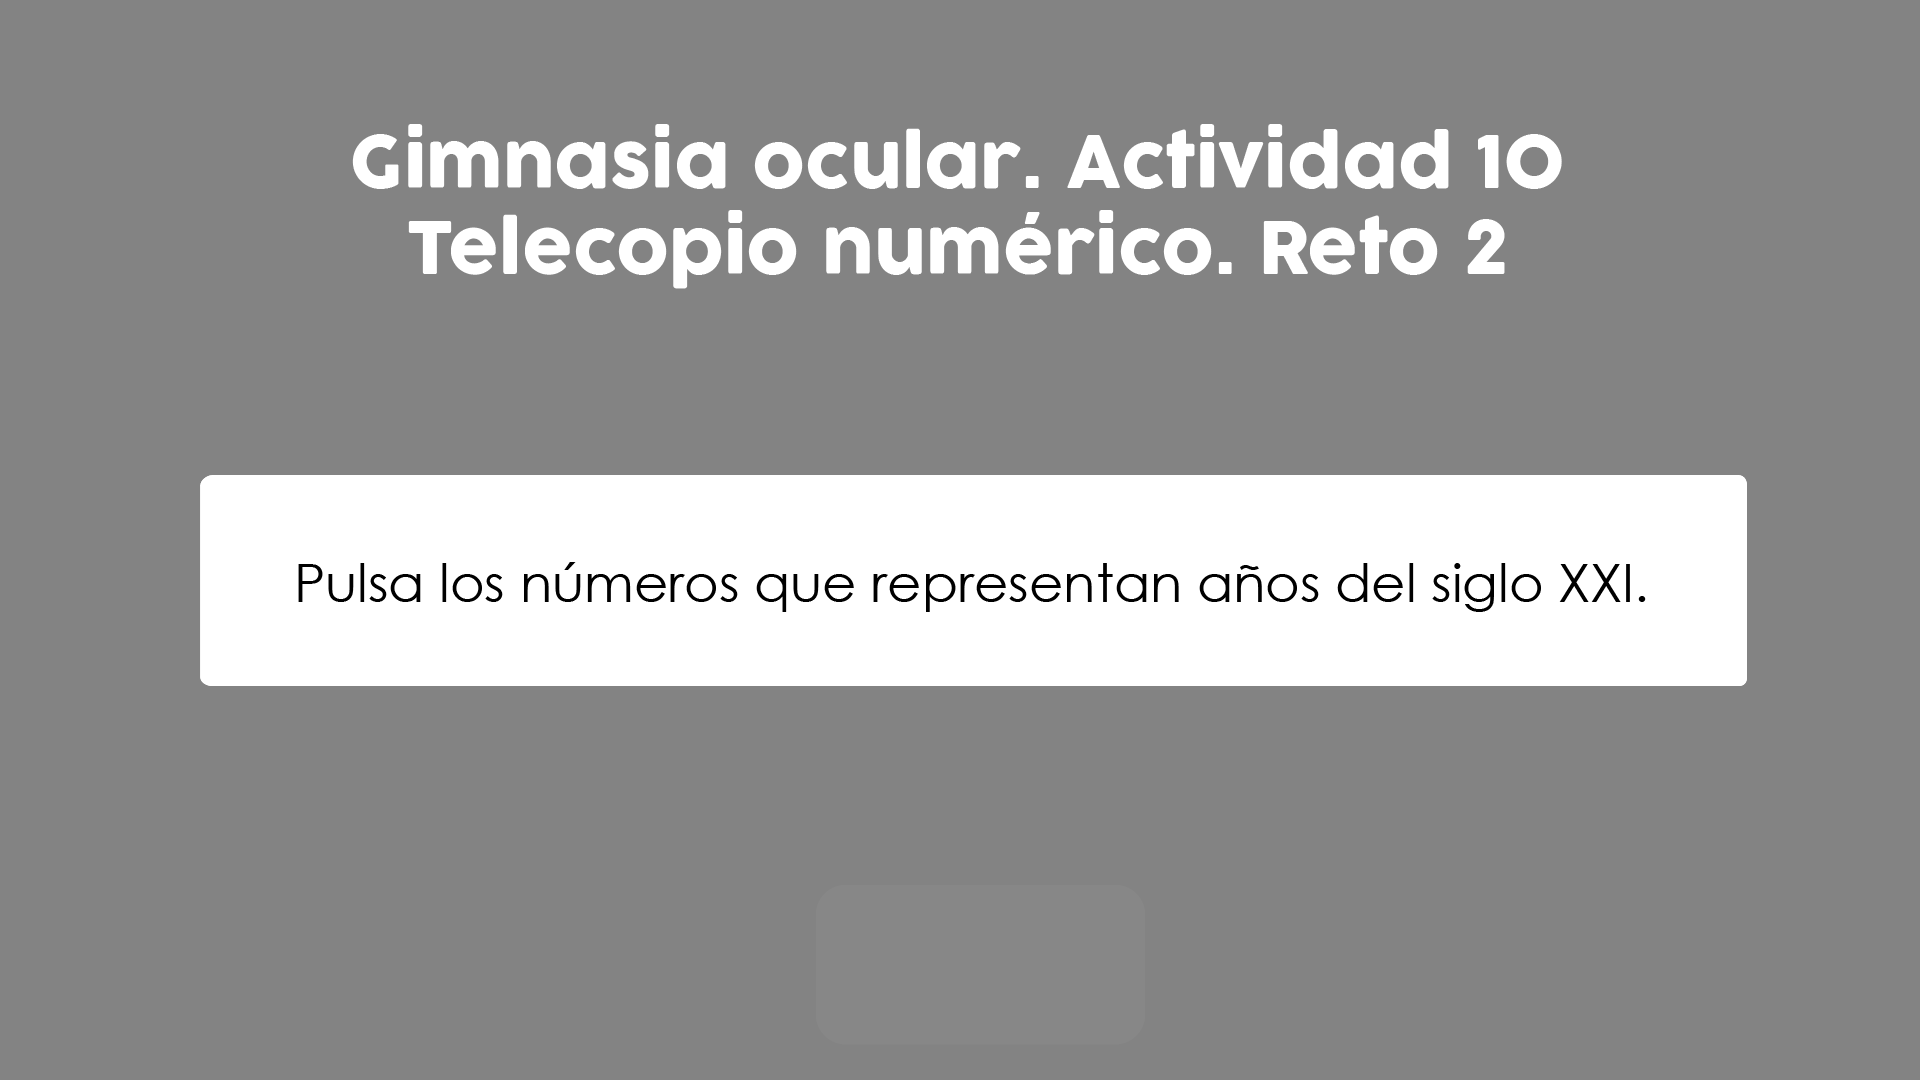 Gimnasia ocular. Actividad 10
Telecopio numérico. Reto 2
Pulsa los números que representan años del siglo XXI.